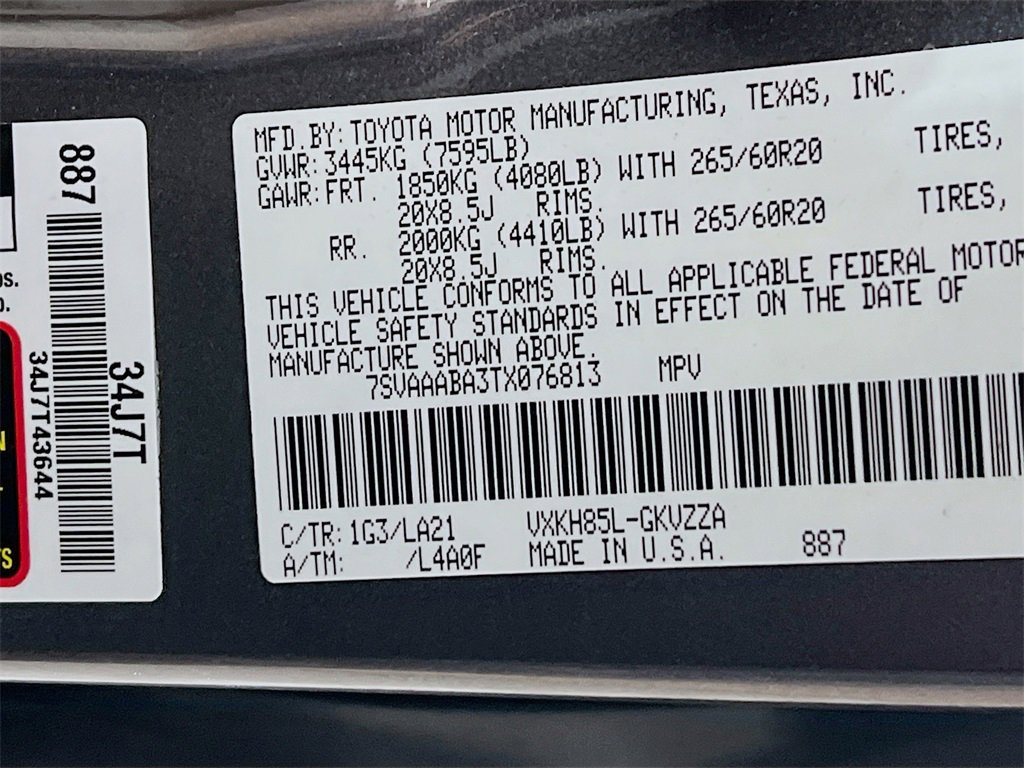 MFD.BY:TOYOTA MOTOR MANUFACTURING, TEXAS, INC.
GVWR:3445KG (7595LB)
GAWR:FRT. 1850KG (4080LB) WITH 265/60R20 TIRES,
20X8.5J RIMS.
RR. 2000KG (4410LB) WITH 265/60R20 TIRES,
20X8.5J RIMS.
THIS VEHICLE CONFORMS TO ALL APPLICABLE FEDERAL MOTOR
VEHICLE SAFETY STANDARDS IN EFFECT ON THE DATE OF
MANUFACTURE SHOWN ABOVE.
7SVAAABA3TX076813 MPV
C/TR:1G3/LA21 VXKH85L-GKVZZA
A/TM: /L4A0F MADE IN U.S.A. 887
887
34J7T
34J7T43644